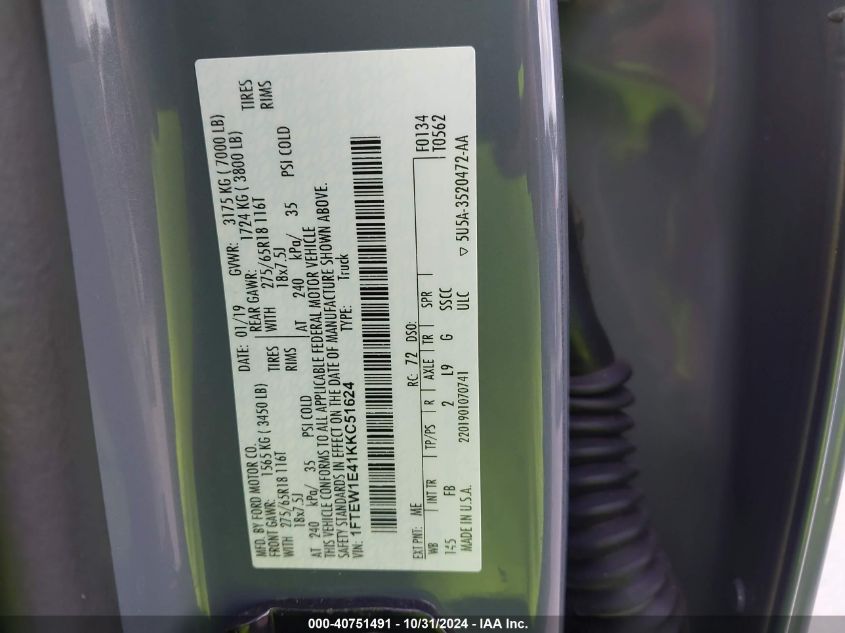 MFD. BY FORD MOTOR CO.
DATE: 01/19 GVWR: 3175 KG ( 7000 LB)
FRONT GAWR: 1565 KG ( 3450 LB) REAR GAWR: 1724 KG ( 3800 LB)
WITH 275/65R18 116T TIRES WITH 275/65R18 116T TIRES
18x7.5J RIMS 18x7.5J RIMS
AT 240 kPa/ 35 PSI COLD AT 240 kPa/ 35 PSI COLD
THIS VEHICLE CONFORMS TO ALL APPLICABLE FEDERAL MOTOR VEHICLE
SAFETY STANDARDS IN EFFECT ON THE DATE OF MANUFACTURE SHOWN ABOVE.
VIN: 1FTEW1E41KKC51624 TYPE: Truck
F0134
T0562
EXT PNT: ME RC: 72 DSO:
WB INT TR TP/PS R AXLE TR SPR
145 FB 2 L9 G SSCC
MADE IN U.S.A. 2201901070741 ULC ▽ 5U5A-3520472-AA
000-40751491 - 10/31/2024 - IAA Inc.